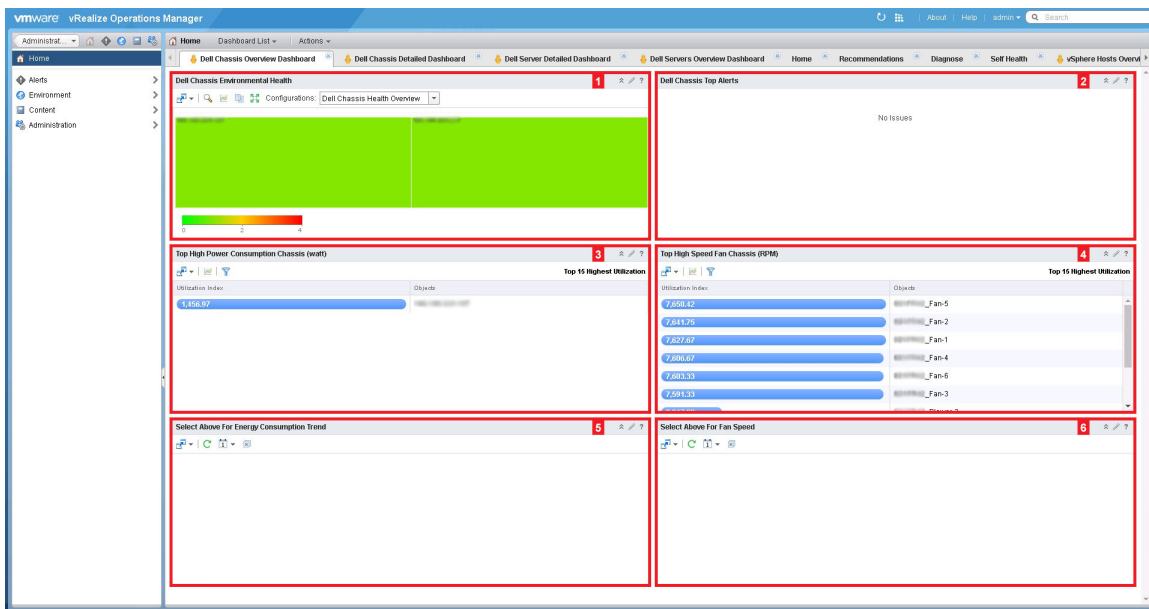 vmware vRealize Operations Manager
About Help admin Search
Administrat...
Home Dashboard List Actions
Home
Dell Chassis Overview Dashboard Dell Chassis Detailed Dashboard Dell Server Detailed Dashboard Dell Servers Overview Dashboard Home Recommendations Diagnose Self Health vSphere Hosts Overvi
Alerts
Environment
Content
Administration
Dell Chassis Environmental Health 1 ?
Configurations: Dell Chassis Health Overview
0 2 4
Dell Chassis Top Alerts 2 ?
No Issues
Top High Power Consumption Chassis (watt) 3 ?
Top 15 Highest Utilization
Utilization Index Objects
1,456.97
Top High Speed Fan Chassis (RPM) 4 ?
Top 15 Highest Utilization
Utilization Index Objects
7,650.42 _Fan-5
7,641.75 _Fan-2
7,627.67 _Fan-1
7,606.67 _Fan-4
7,603.33 _Fan-6
7,591.33 _Fan-3
Select Above For Energy Consumption Trend 5 ?
1
Select Above For Fan Speed 6 ?
1